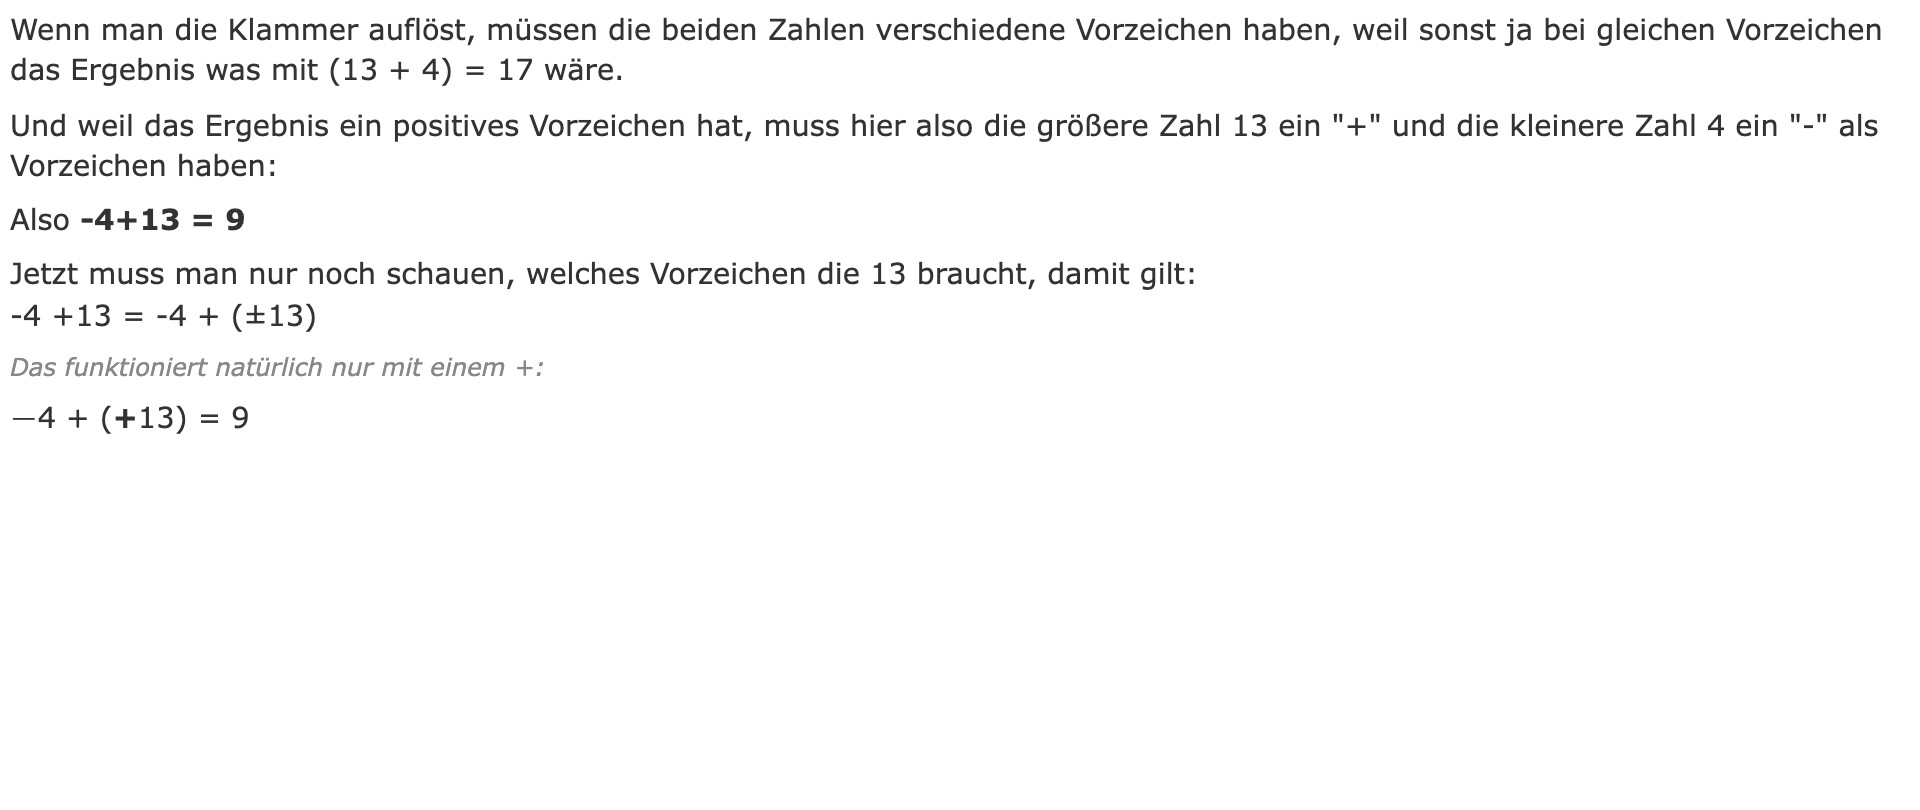 Wenn man die Klammer auflöst, müssen die beiden Zahlen verschiedene Vorzeichen haben, weil sonst ja bei gleichen Vorzeichen
das Ergebnis was mit (13 + 4) = 17 wäre.
Und weil das Ergebnis ein positives Vorzeichen hat, muss hier also die größere Zahl 13 ein "+" und die kleinere Zahl 4 ein "-" als
Vorzeichen haben:
Also -4+13 = 9
Jetzt muss man nur noch schauen, welches Vorzeichen die 13 braucht, damit gilt:
-4 +13 = -4 + (±13)
Das funktioniert natürlich nur mit einem +:
—4 + (+13) = 9